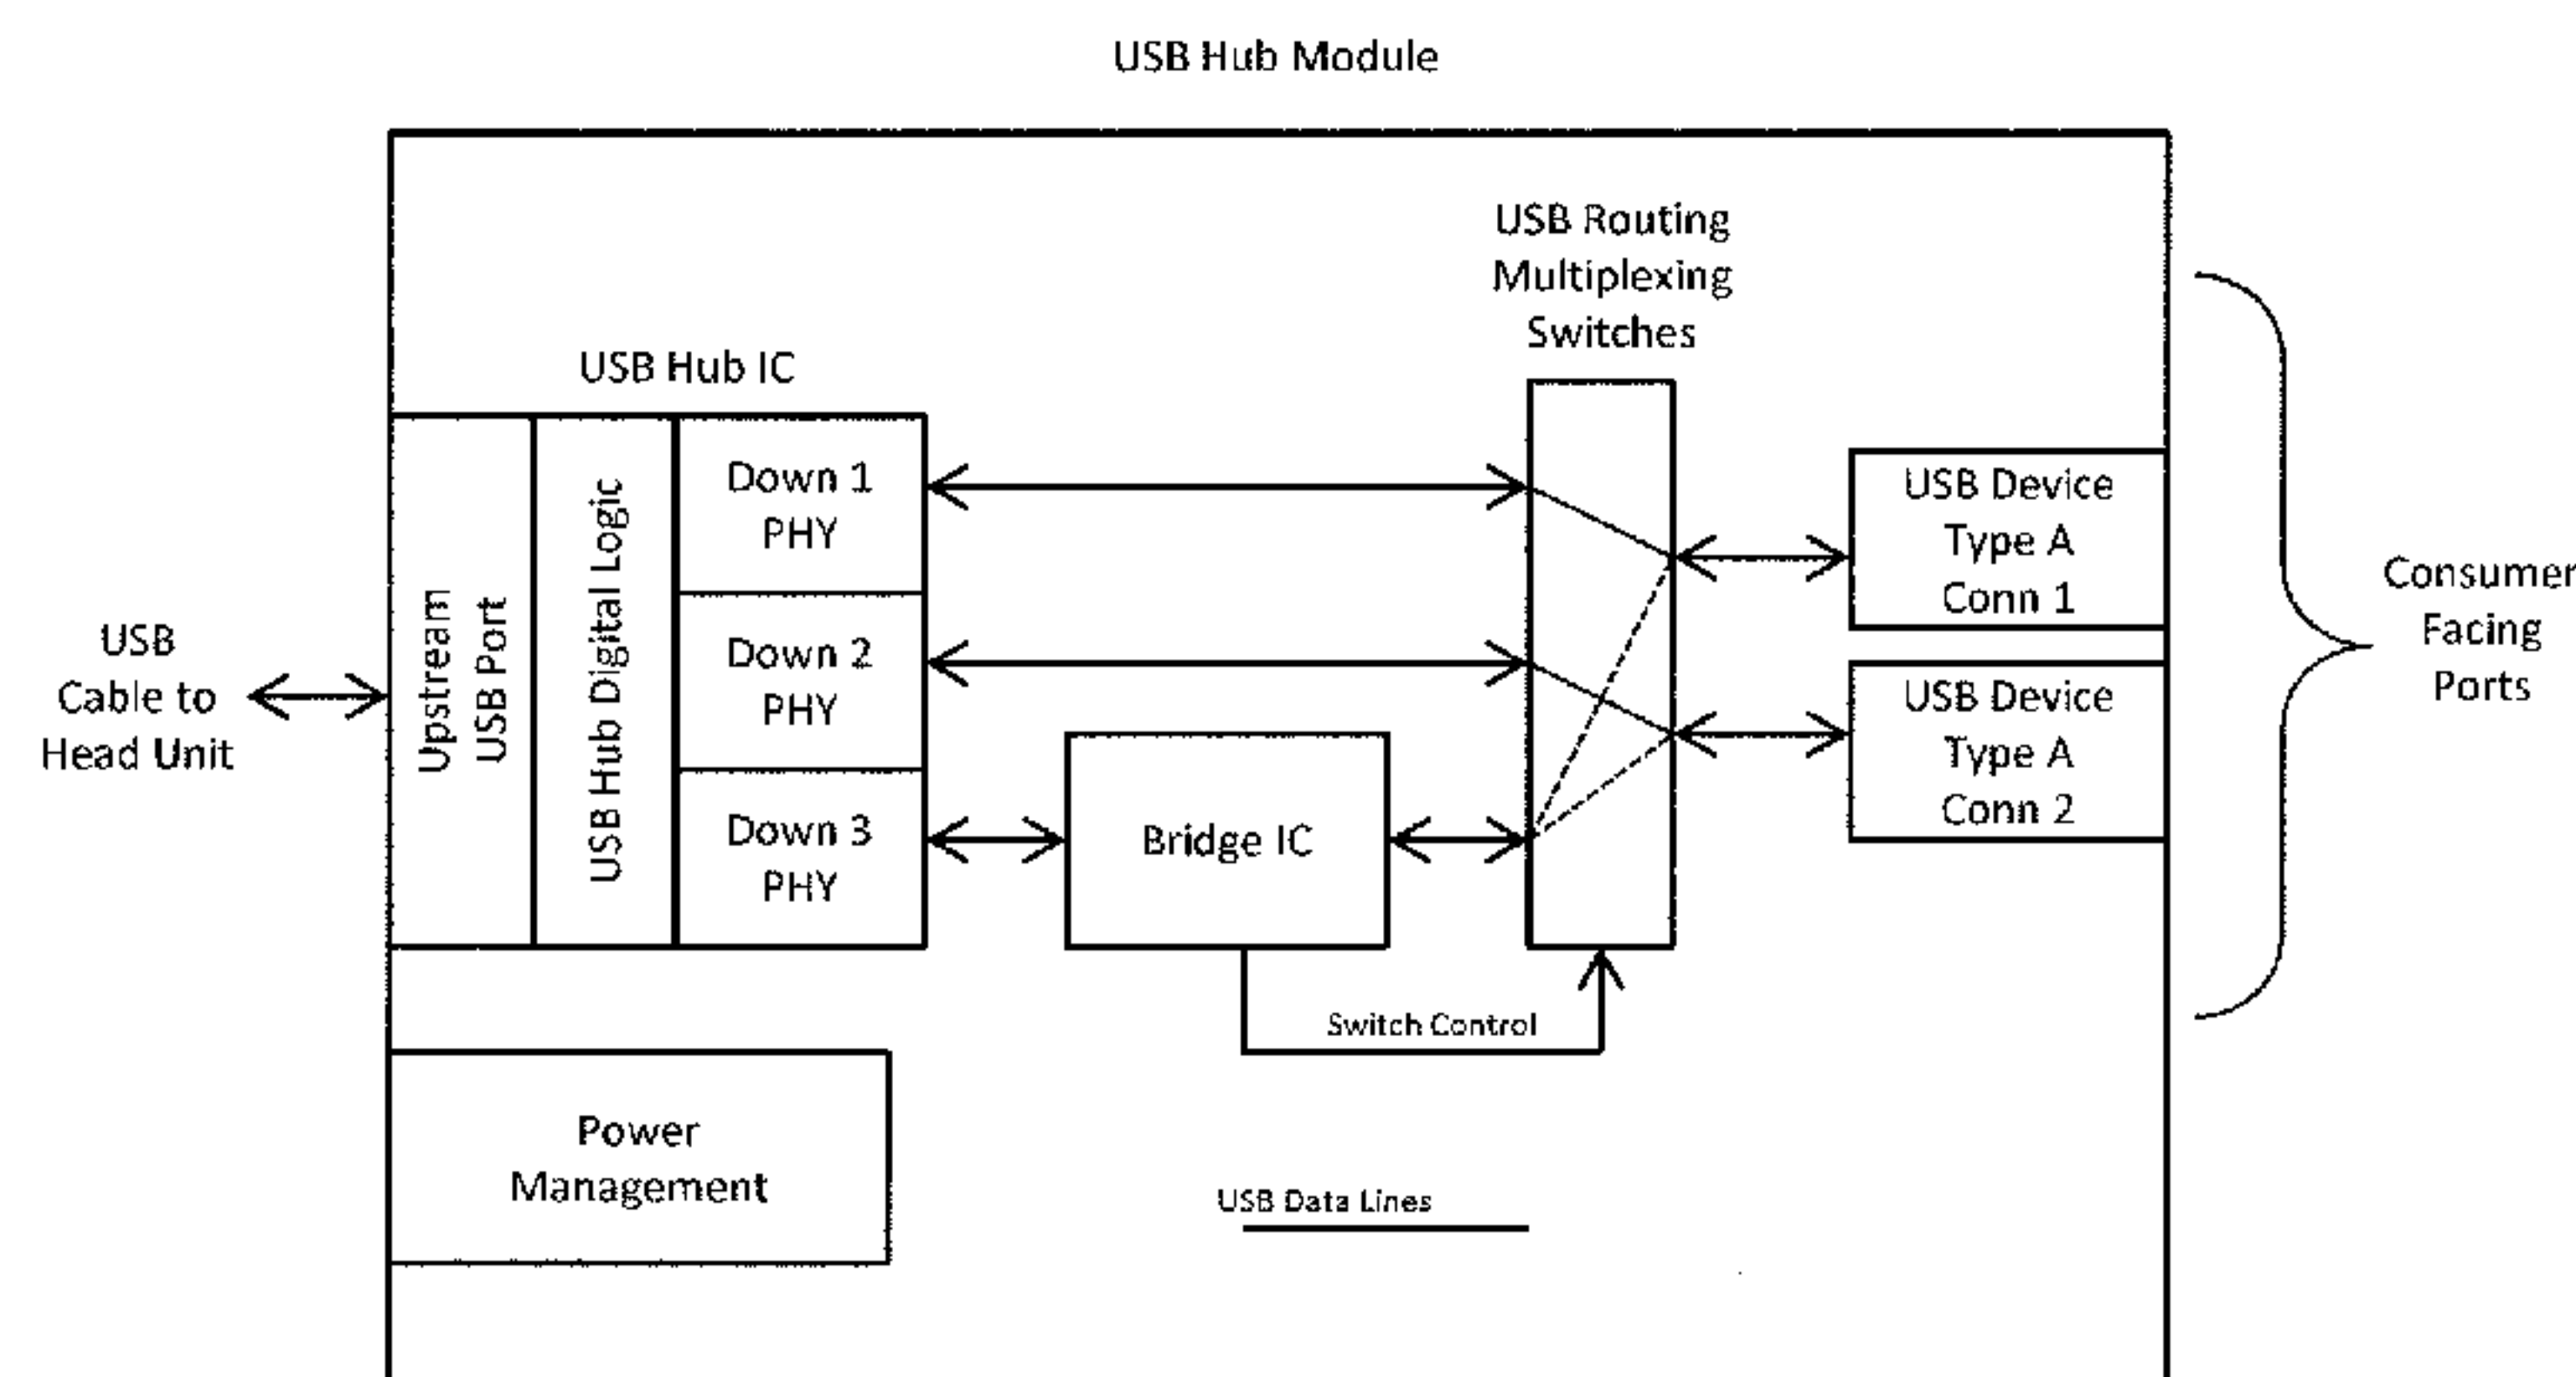 USB Hub Module
USB Routing
Multiplexing
Switches
USB Hub IC
Upstream
USB Port
USB Hub Digital Logic
Down 1
PHY
Down 2
PHY
Down 3
PHY
Bridge IC
Switch Control
USB Device
Type A
Conn 1
USB Device
Type A
Conn 2
USB
Cable to
Head Unit
Consumer
Facing
Ports
Power
Management
USB Data Lines